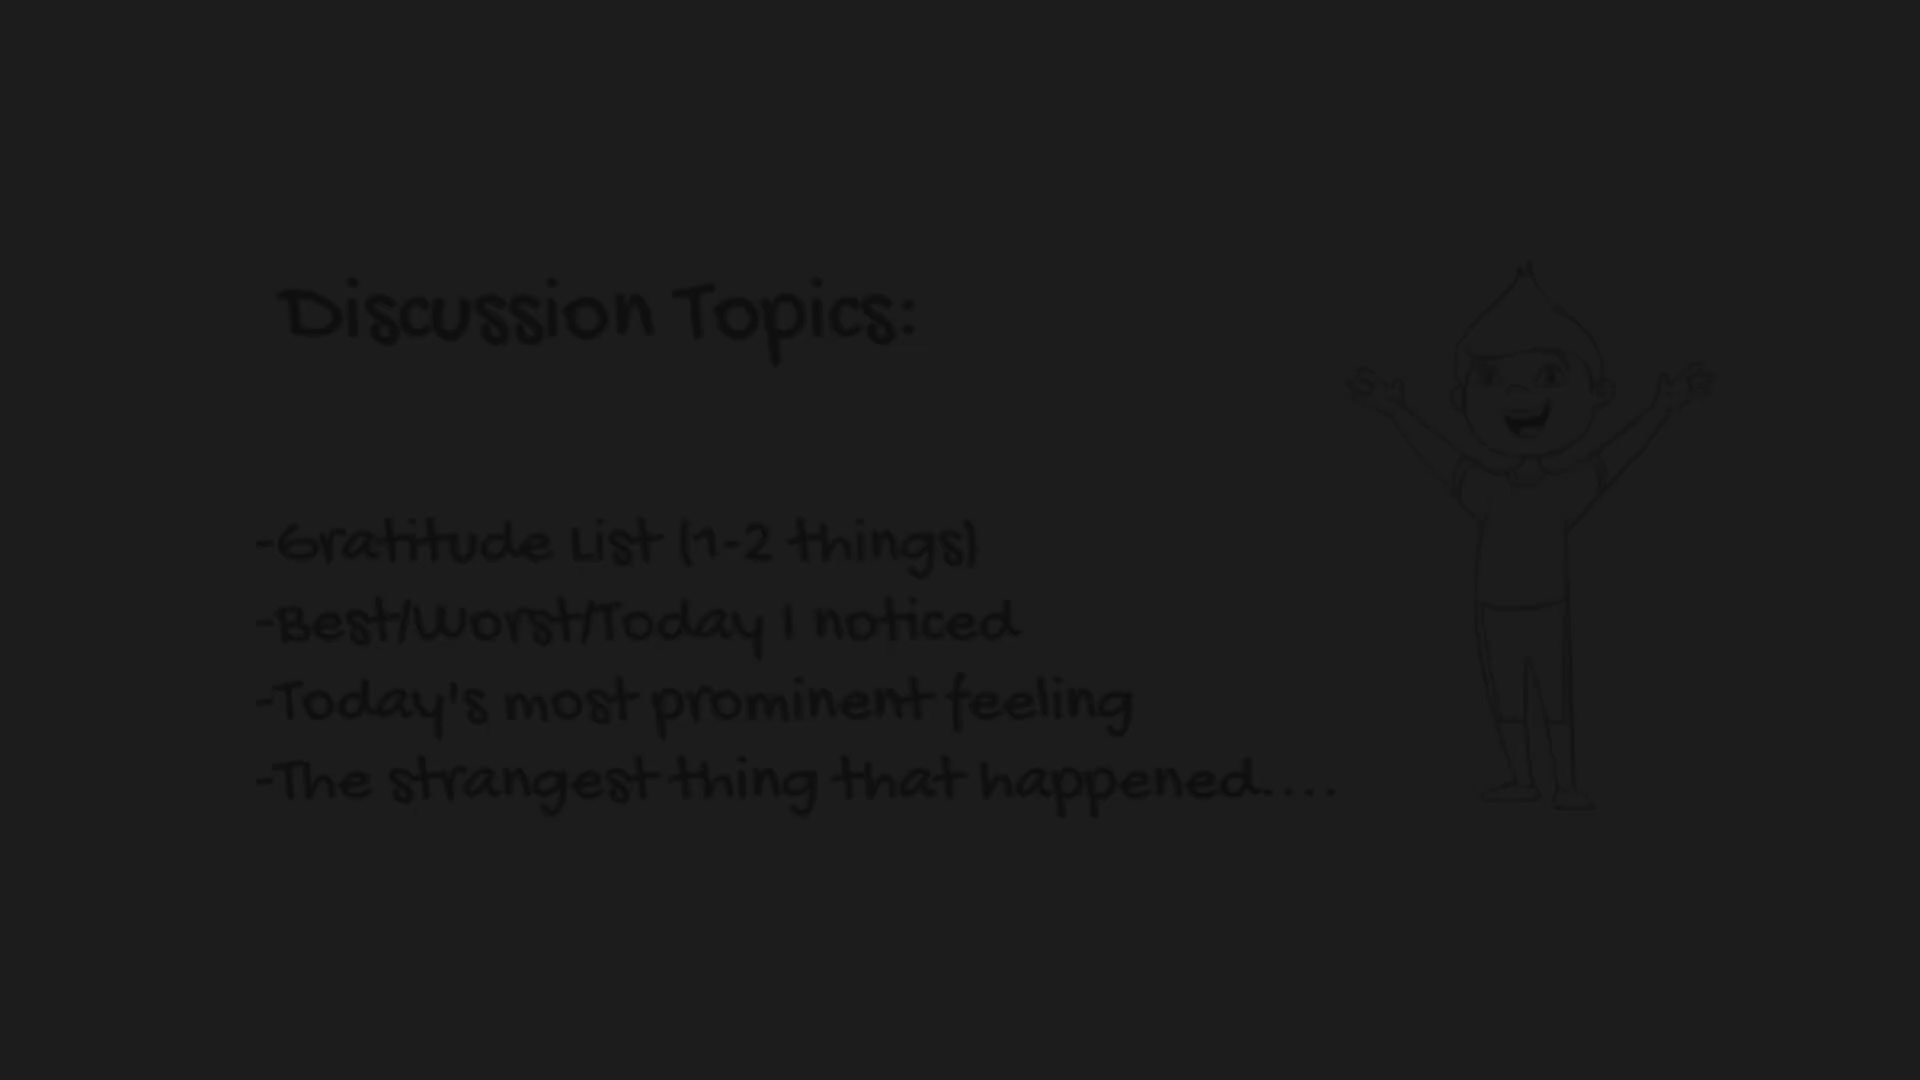 Discussion Topics:
-Gratitude List (1-2 things)
-Best/Worst/Today I noticed
-Today's most prominent feeling
-The strangest thing that happened....